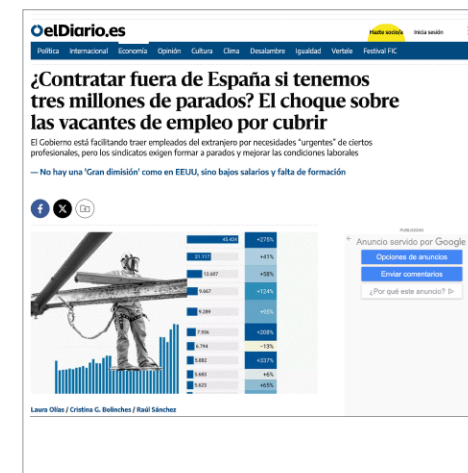 elDiario.es
Hazte socio/a
Inicia sesión
Política Internacional Economía Opinión Cultura Clima Desalambre Igualdad Vertele Festival FIC
¿Contratar fuera de España si tenemos
tres millones de parados? El choque sobre
las vacantes de empleo por cubrir
El Gobierno está facilitando traer empleados del extranjero por necesidades "urgentes" de ciertos
profesionales, pero los sindicatos exigen formar a parados y mejorar las condiciones laborales
— No hay una 'Gran dimisión' como en EEUU, sino bajos salarios y falta de formación
PUBLICIDAD
Anuncio servido por Google
Opciones de anuncios
Enviar comentarios
¿Por qué este anuncio?
45.424 +275%
21.117 +41%
+58%
9.667 +124%
9.289 +95%
7.936 +208%
6.794 -13%
5.882 +337%
5.693 +6%
5.623 +65%
Laura Olías / Cristina G. Bolinches / Raúl Sánchez